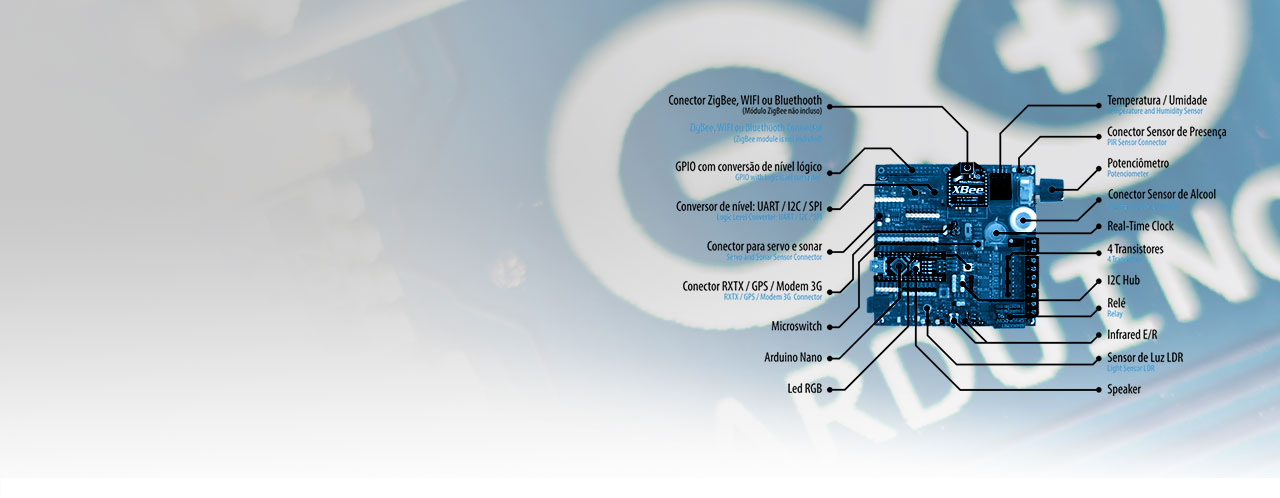 Conector ZigBee, WIFI ou Bluethooth
(Módulo ZigBee não incluso)
ZigBee, WIFI ou Bluethooth Connector
(ZigBee module is not included)
GPIO com conversão de nível lógico
GPIO with
Conversor de nível: UART / I2C / SPI
Logic Level Converter: UART / I2C / SPI
Conector para servo e sonar
Servo and Sonar Sensor Connector
Conector RXTX / GPS / Modem 3G
RXTX / GPS / Modem 3G Connector
Microswitch
Arduino Nano
Led RGB
XBee
Temperatura / Umidade
Temperature and Humidity Sensor
Conector Sensor de Presença
PIR Sensor Connector
Potenciômetro
Potenciometer
Conector Sensor de Alcool
Real-Time Clock
4 Transistores
I2C Hub
Relé
Relay
Infrared E/R
Sensor de Luz LDR
Light Sensor LDR
Speaker
ARDUINO